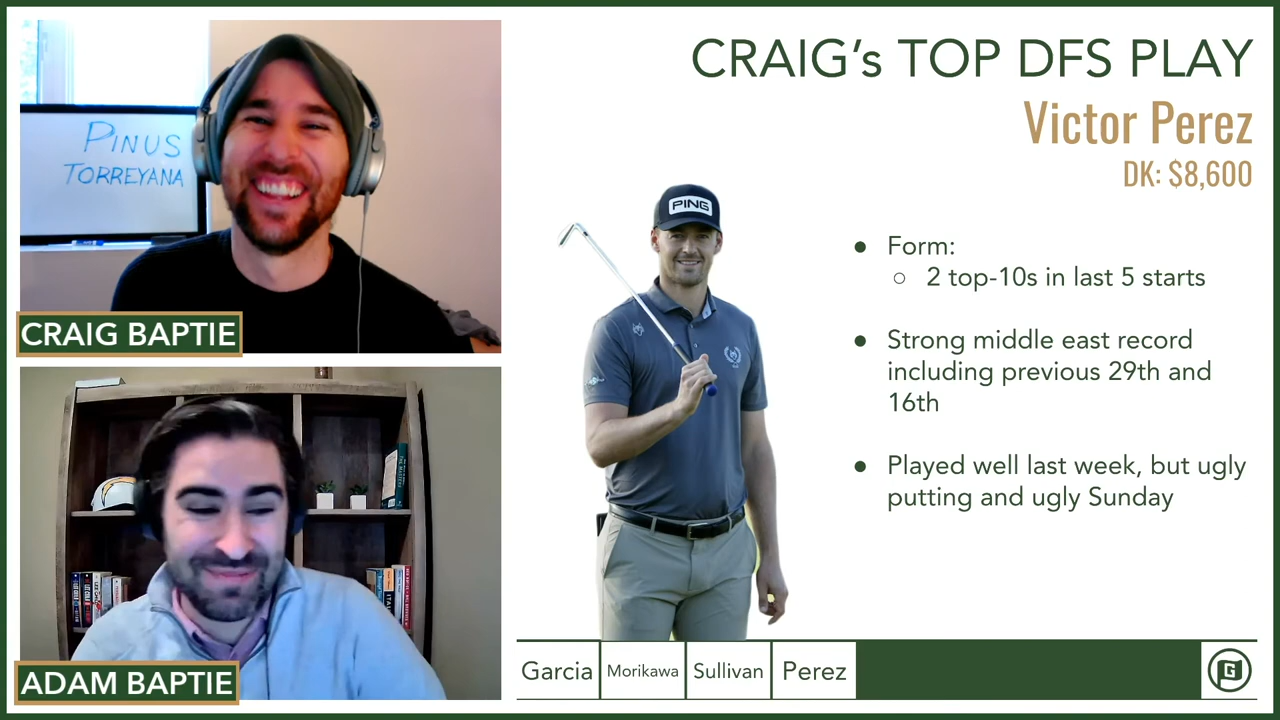 PINUS
TORREYANA
CRAIG BAPTIE
ADAM BAPTIE
CRAIG's TOP DFS PLAY
Victor Perez
DK: $8,600
PING
● Form:
○ 2 top-10s in last 5 starts
● Strong middle east record
including previous 29th and
16th
● Played well last week, but ugly
putting and ugly Sunday
Garcia
Morikawa
Sullivan
Perez